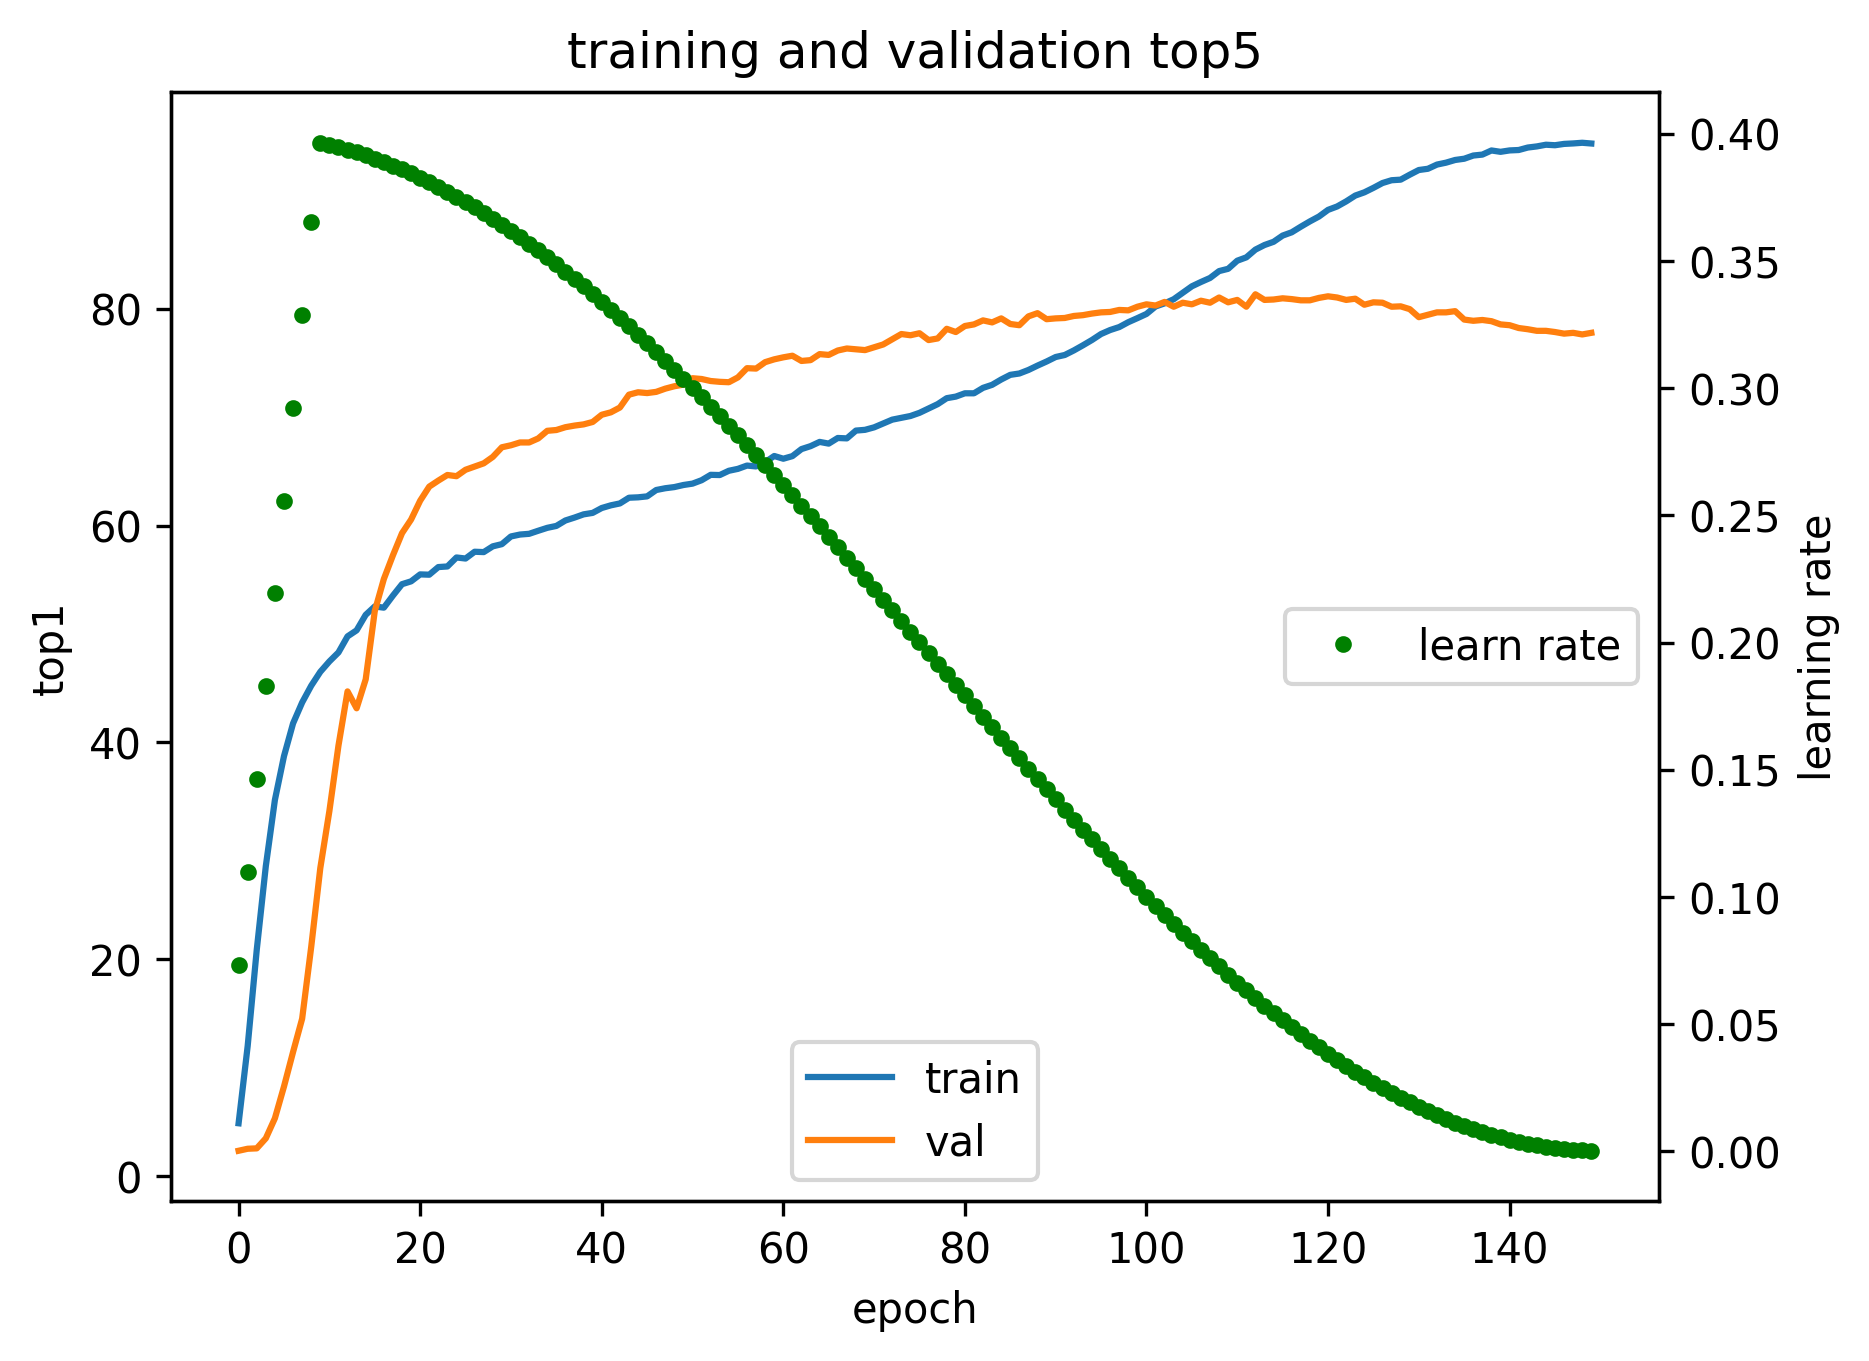 training and validation top5
top1
80
60
40
20
0
0.40
0.35
0.30
0.25
0.20
0.15
0.10
0.05
0.00
learning rate
learn rate
train
val
0 20 40 60 80 100 120 140
epoch